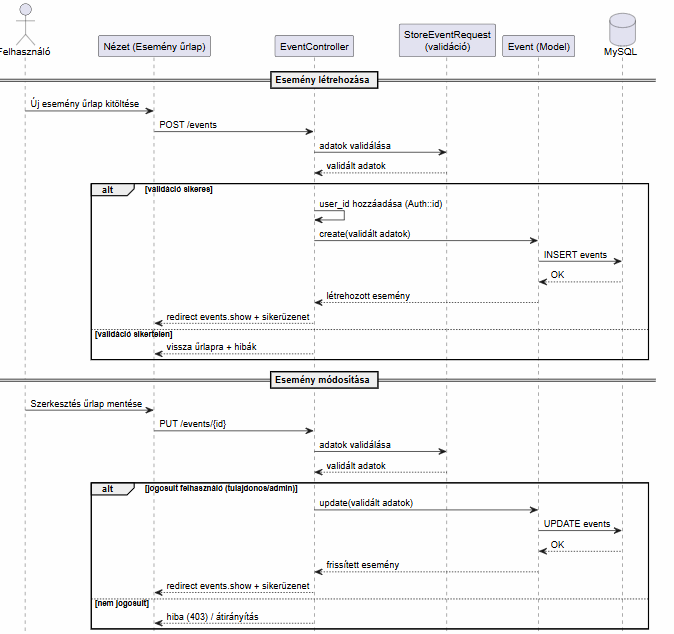 Felhasználó
Nézet (Esemény űrlap)
EventController
StoreEventRequest
(validáció)
Event (Model)
MySQL
Esemény létrehozása
Új esemény űrlap kitöltése
POST /events
adatok validálása
validált adatok
alt
[validáció sikeres]
user_id hozzáadása (Auth::id)
create(validált adatok)
INSERT events
OK
létrehozott esemény
redirect events.show + sikerüzenet
[validáció sikertelen]
vissza űrlapra + hibák
Esemény módosítása
Szerkesztés űrlap mentése
PUT /events/{id}
adatok validálása
validált adatok
alt
[jogosult felhasználó (tulajdonos/admin)]
update(validált adatok)
UPDATE events
OK
frissített esemény
redirect events.show + sikerüzenet
[nem jogosult]
hiba (403) / átirányítás